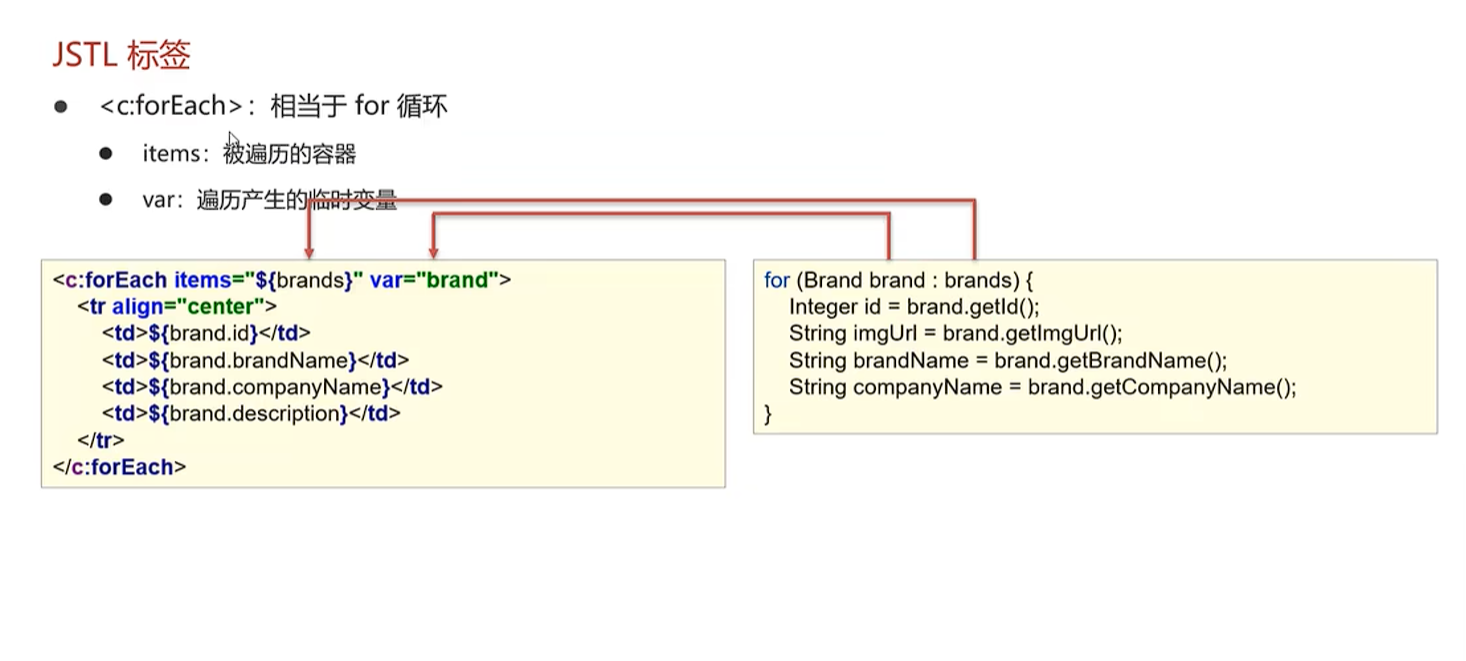 JSTL 标签
<c:forEach>：相当于 for 循环
items：被遍历的容器
var：遍历产生的临时变量
<c:forEach items="${brands}" var="brand">
<tr align="center">
<td>${brand.id}</td>
<td>${brand.brandName}</td>
<td>${brand.companyName}</td>
<td>${brand.description}</td>
</tr>
</c:forEach>
for (Brand brand : brands) {
Integer id = brand.getId();
String imgUrl = brand.getImgUrl();
String brandName = brand.getBrandName();
String companyName = brand.getCompanyName();
}